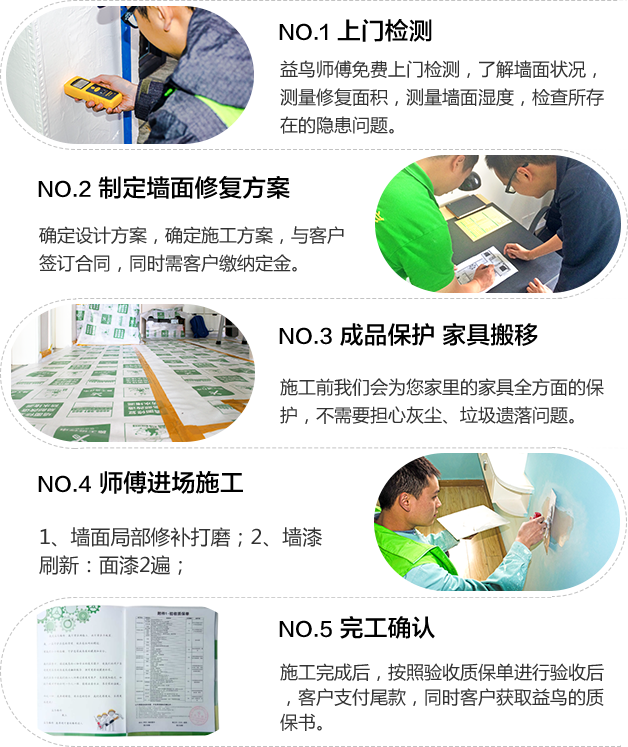 NO.1 上门检测
益鸟师傅免费上门检测，了解墙面状况，
测量修复面积，测量墙面湿度，检查所存
在的隐患问题。
NO.2 制定墙面修复方案
确定设计方案，确定施工方案，与客户
签订合同，同时需客户缴纳定金。
NO.3 成品保护 家具搬移
施工前我们会为您家里的家具全方面的保
护，不需要担心灰尘、垃圾遗落问题。
NO.4 师傅进场施工
1、墙面局部修补打磨；2、墙漆
刷新：面漆2遍；
NO.5 完工确认
施工完成后，按照验收质保单进行验收后
，客户支付尾款，同时客户获取益鸟的质
保书。